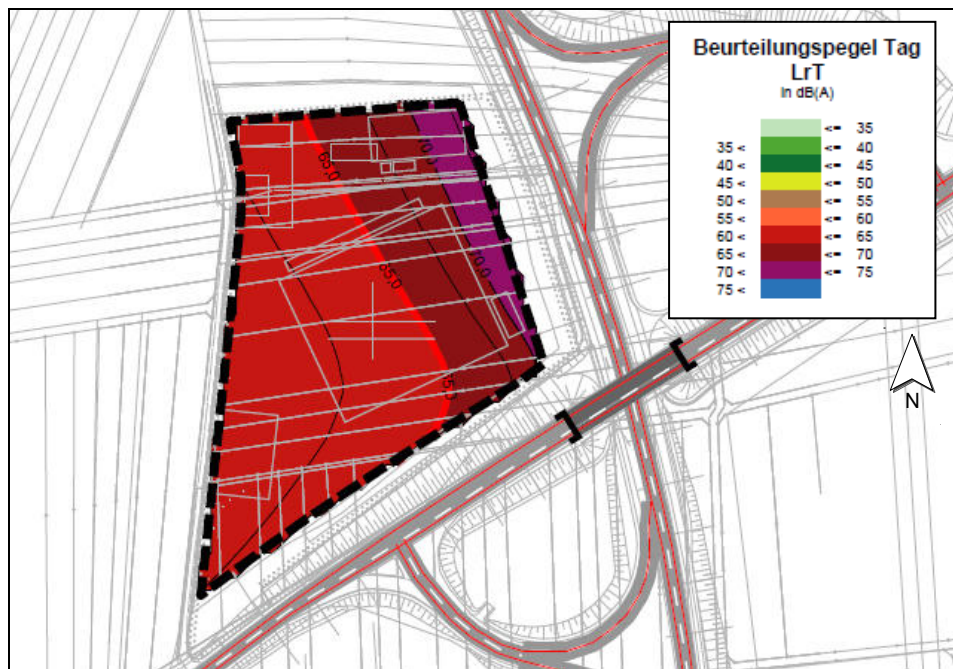 Beurteilungspegel Tag
LrT
in dB(A)
<= 35
35 < <= 40
40 < <= 45
45 < <= 50
50 < <= 55
55 < <= 60
60 < <= 65
65 < <= 70
70 < <= 75
75 <
70,0
65,0
70,0
65,0
65,0
N